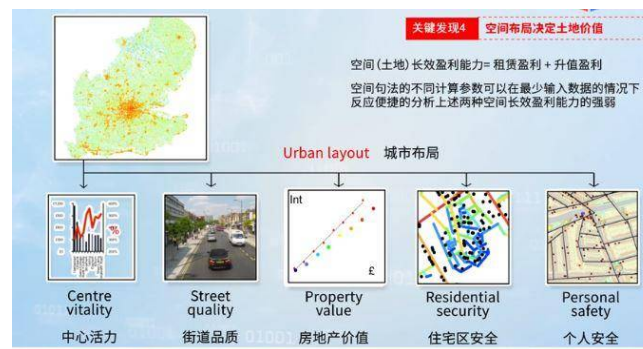 关键发现4 空间布局决定土地价值
空间（土地）长效盈利能力= 租赁盈利 + 升值盈利
空间句法的不同计算参数可以在最少输入数据的情况下
反应便捷的分析上述两种空间长效盈利能力的强弱
Urban layout 城市布局
Int
£
%
Centre vitality
中心活力
Street quality
街道品质
Property value
房地产价值
Residential security
住宅区安全
Personal safety
个人安全